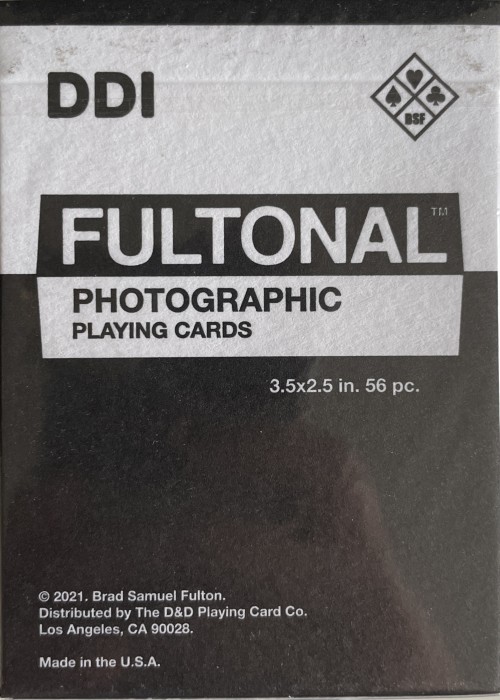 DDI
BSF
FULTONAL™
PHOTOGRAPHIC
PLAYING CARDS
3.5x2.5 in. 56 pc.
© 2021. Brad Samuel Fulton.
Distributed by The D&D Playing Card Co.
Los Angeles, CA 90028.
Made in the U.S.A.